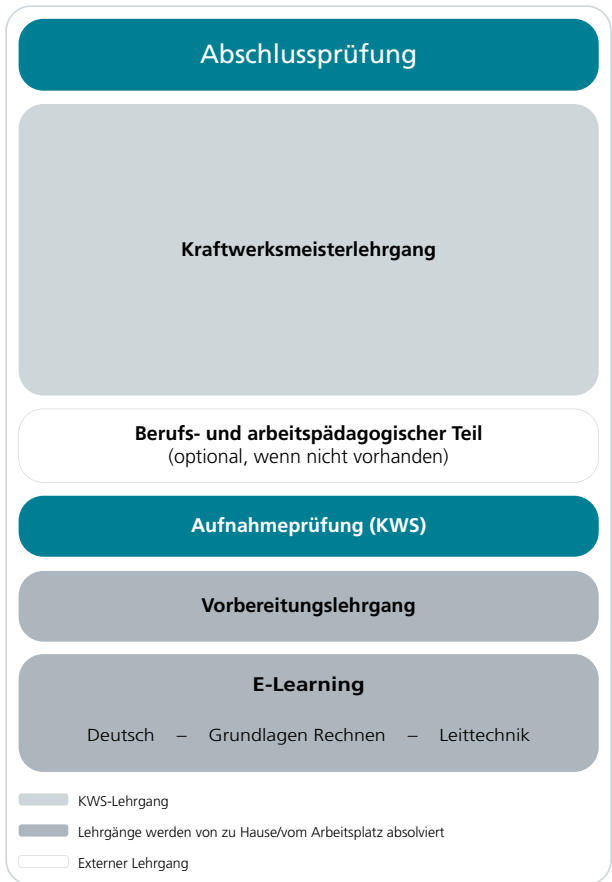 Abschlussprüfung
Kraftwerksmeisterlehrgang
Berufs- und arbeitspädagogischer Teil
(optional, wenn nicht vorhanden)
Aufnahmeprüfung (KWS)
Vorbereitungslehrgang
E-Learning
Deutsch – Grundlagen Rechnen – Leittechnik
KWS-Lehrgang
Lehrgänge werden von zu Hause/vom Arbeitsplatz absolviert
Externer Lehrgang